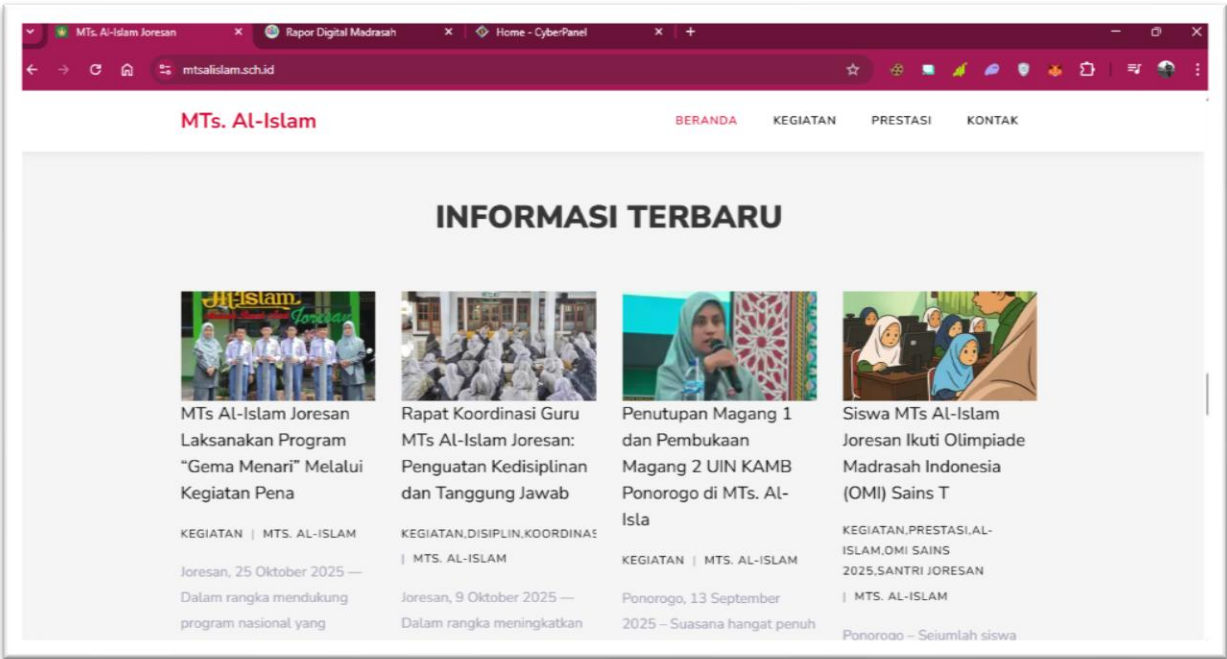 MTs. Al-Islam Joresan
Rapor Digital Madrasah
Home - CyberPanel
mtsalislam.sch.id
MTs. Al-Islam
BERANDA
KEGIATAN
PRESTASI
KONTAK
INFORMASI TERBARU
Al-Islam
Joresan
MTs Al-Islam Joresan
Laksanakan Program
“Gema Menari” Melalui
Kegiatan Pena
KEGIATAN | MTS. AL-ISLAM
Joresan, 25 Oktober 2025 —
Dalam rangka mendukung
program nasional yang
Rapat Koordinasi Guru
MTs Al-Islam Joresan:
Penguatan Kedisiplinan
dan Tanggung Jawab
KEGIATAN,DISIPLIN,KOORDINAS
| MTS. AL-ISLAM
Joresan, 9 Oktober 2025 —
Dalam rangka meningkatkan
Penutupan Magang 1
dan Pembukaan
Magang 2 UIN KAMB
Ponorogo di MTs. Al-
Isla
KEGIATAN | MTS. AL-ISLAM
Ponorogo, 13 September
2025 – Suasana hangat penuh
Siswa MTs Al-Islam
Joresan Ikuti Olimpiade
Madrasah Indonesia
(OMI) Sains T
KEGIATAN,PRESTASI,AL-
ISLAM,OMI SAINS
2025,SANTRI JORESAN
| MTS. AL-ISLAM
Ponorogo – Sejumlah siswa